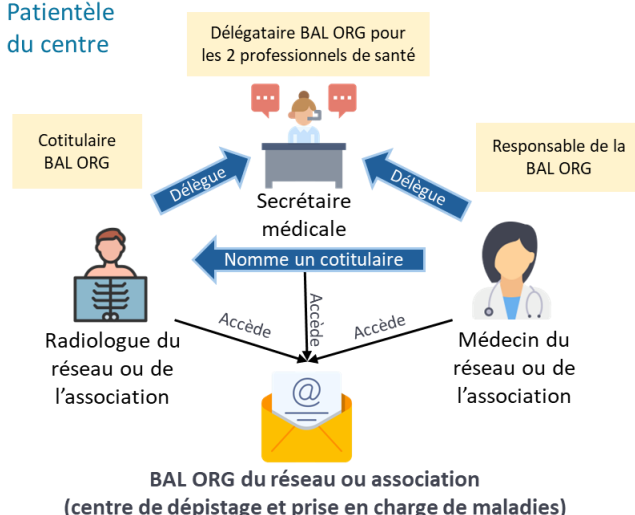 Patientèle
du centre
Délégataire BAL ORG pour
les 2 professionnels de santé
Cotitulaire
BAL ORG
Responsable de la
BAL ORG
Délègue
Délègue
Secrétaire
médicale
Nomme un cotitulaire
Accède
Accède
Accède
Radiologue du
réseau ou de
l'association
Médecin du
réseau ou de
l'association
@
BAL ORG du réseau ou association
(centre de dépistage et prise en charge de maladies)